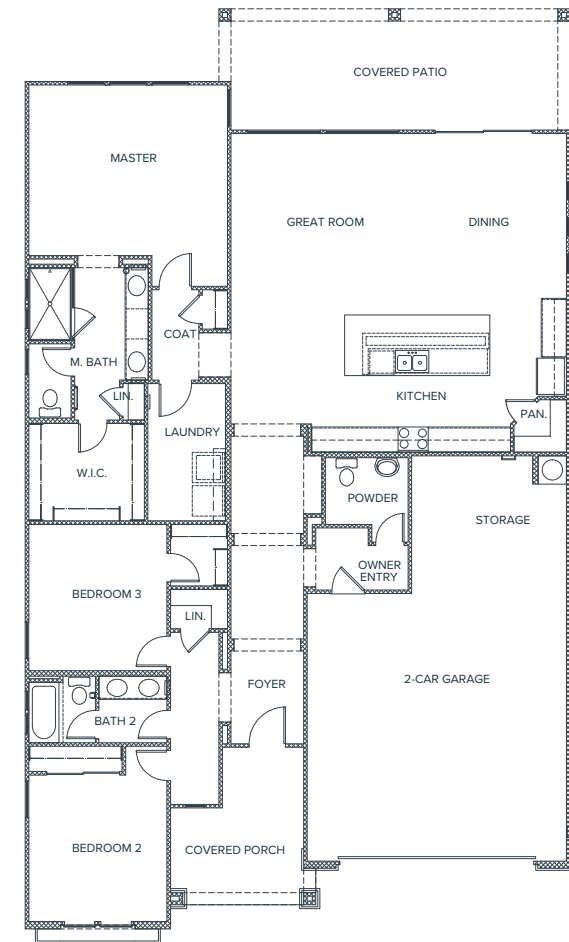 COVERED PATIO
MASTER
GREAT ROOM
DINING
COAT
M. BATH
LIN.
KITCHEN
PAN.
LAUNDRY
W.I.C.
POWDER
STORAGE
OWNER
ENTRY
BEDROOM 3
LIN.
FOYER
2-CAR GARAGE
BATH 2
BEDROOM 2
COVERED PORCH